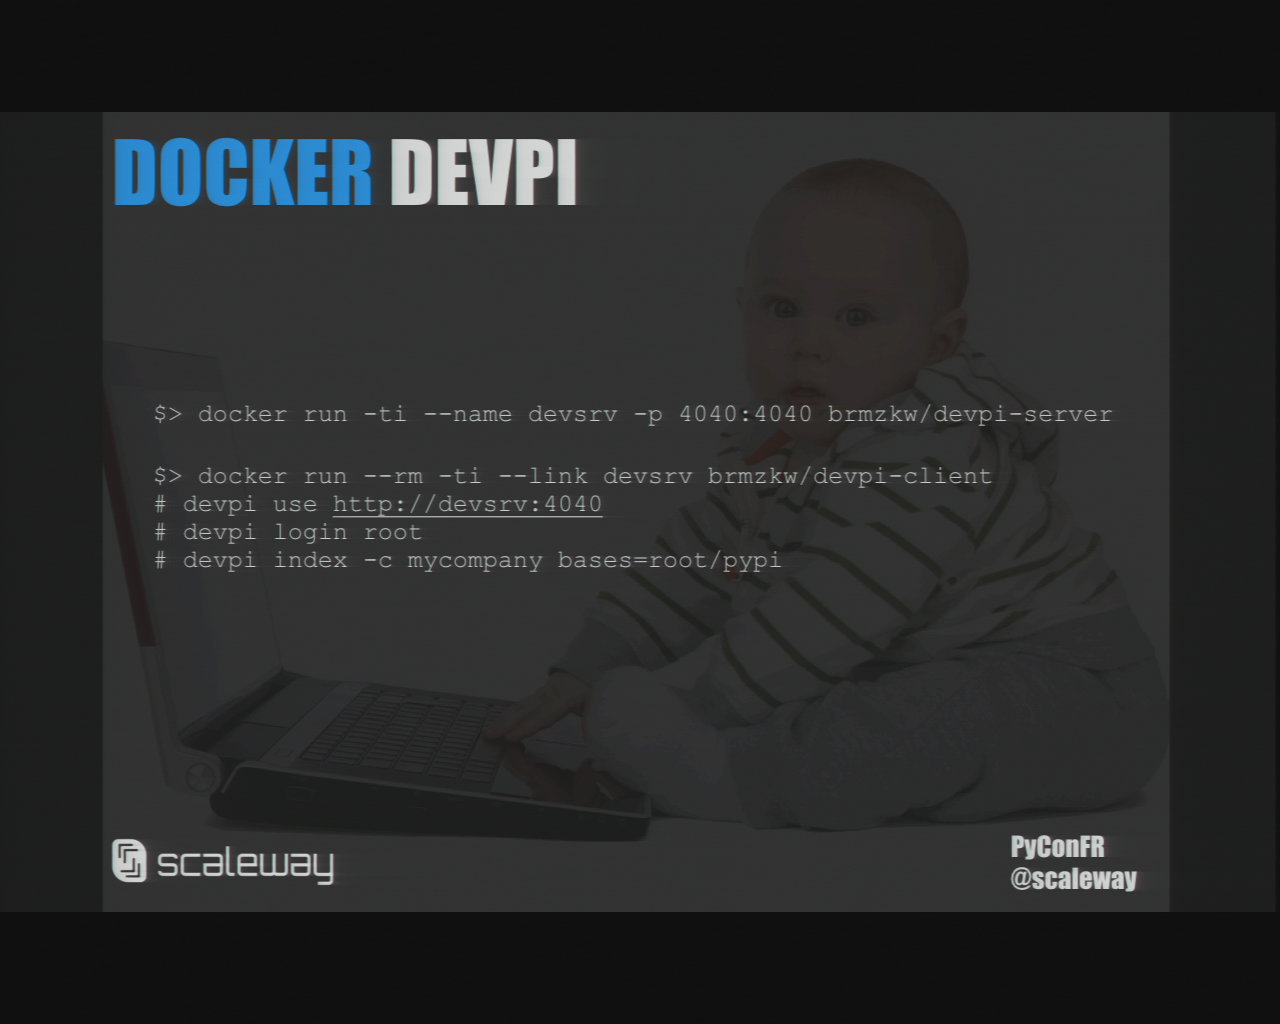 DOCKER DEVPI
$> docker run -ti --name devsrv -p 4040:4040 brmzkw/devpi-server
$> docker run --rm -ti --link devsrv brmzkw/devpi-client
# devpi use http://devsrv:4040
# devpi login root
# devpi index -c mycompany bases=root/pypi
scaleway
PyConFR
@scaleway